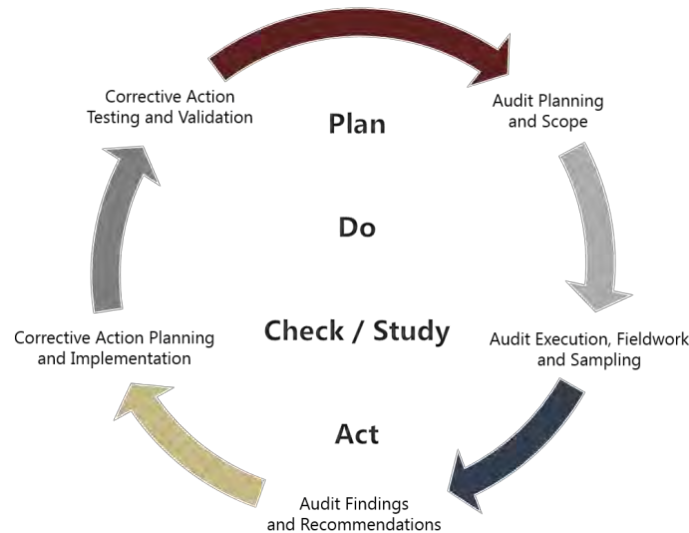 Corrective Action
Testing and Validation
Plan
Audit Planning
and Scope
Do
Corrective Action Planning
and Implementation
Check / Study
Audit Execution, Fieldwork
and Sampling
Act
Audit Findings
and Recommendations